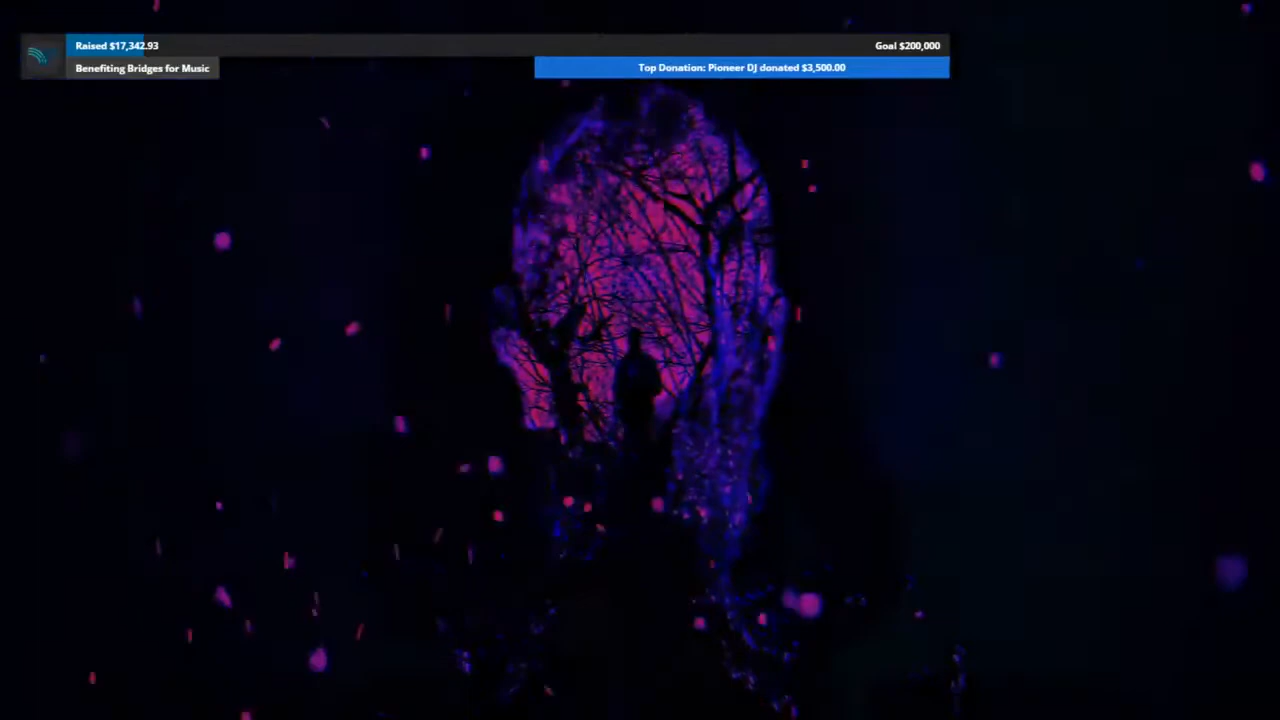 Raised $17,342.93 Goal $200,000
Benefiting Bridges for Music Top Donation: Pioneer DJ donated $3,500.00